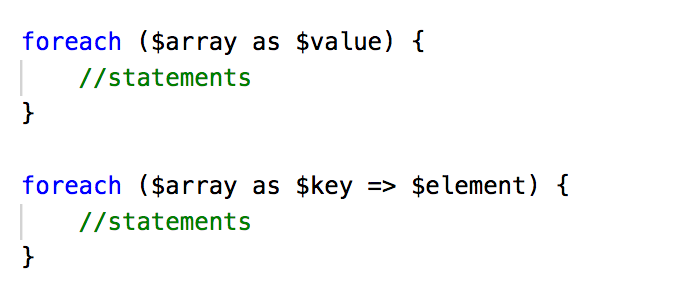 foreach ($array as $value) {
//statements
}
foreach ($array as $key => $element) {
//statements
}